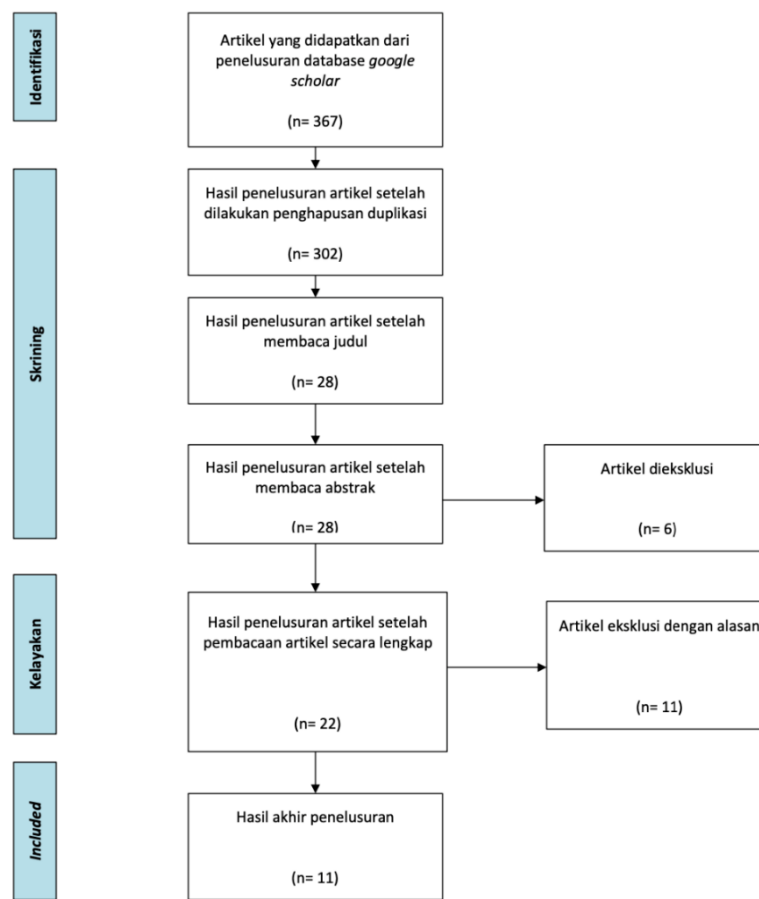 Identifikasi
Artikel yang didapatkan dari
penelusuran database google
scholar
(n= 367)
Skrining
Hasil penelusuran artikel setelah
dilakukan penghapusan duplikasi
(n= 302)
Hasil penelusuran artikel setelah
membaca judul
(n= 28)
Hasil penelusuran artikel setelah
membaca abstrak
(n= 28)
Artikel dieksklusi
(n= 6)
Kelayakan
Hasil penelusuran artikel setelah
pembacaan artikel secara lengkap
(n= 22)
Artikel eksklusi dengan alasan
(n= 11)
Included
Hasil akhir penelusuran
(n= 11)